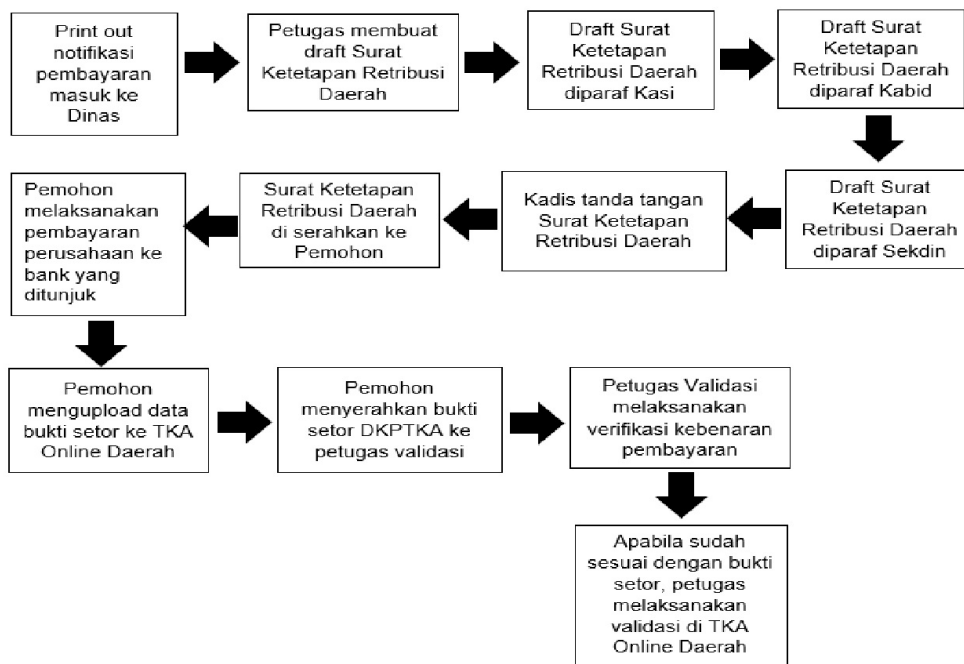 Print out
notifikasi
pembayaran
masuk ke
Dinas
Petugas membuat
draft Surat
Ketetapan Retribusi
Daerah
Draft Surat
Ketetapan
Retribusi Daerah
diparaf Kasi
Draft Surat
Ketetapan
Retribusi Daerah
diparaf Kabid
Draft Surat
Ketetapan
Retribusi Daerah
diparaf Sekdin
Kadis tanda tangan
Surat Ketetapan
Retribusi Daerah
Surat Ketetapan
Retribusi Daerah
di serahkan ke
Pemohon
Pemohon
melaksanakan
pembayaran
perusahaan ke
bank yang
ditunjuk
Pemohon
mengupload data
bukti setor ke TKA
Online Daerah
Pemohon
menyerahkan bukti
setor DKPTKA ke
petugas validasi
Petugas Validasi
melaksanakan
verifikasi kebenaran
pembayaran
Apabila sudah
sesuai dengan bukti
setor, petugas
melaksanakan
validasi di TKA
Online Daerah